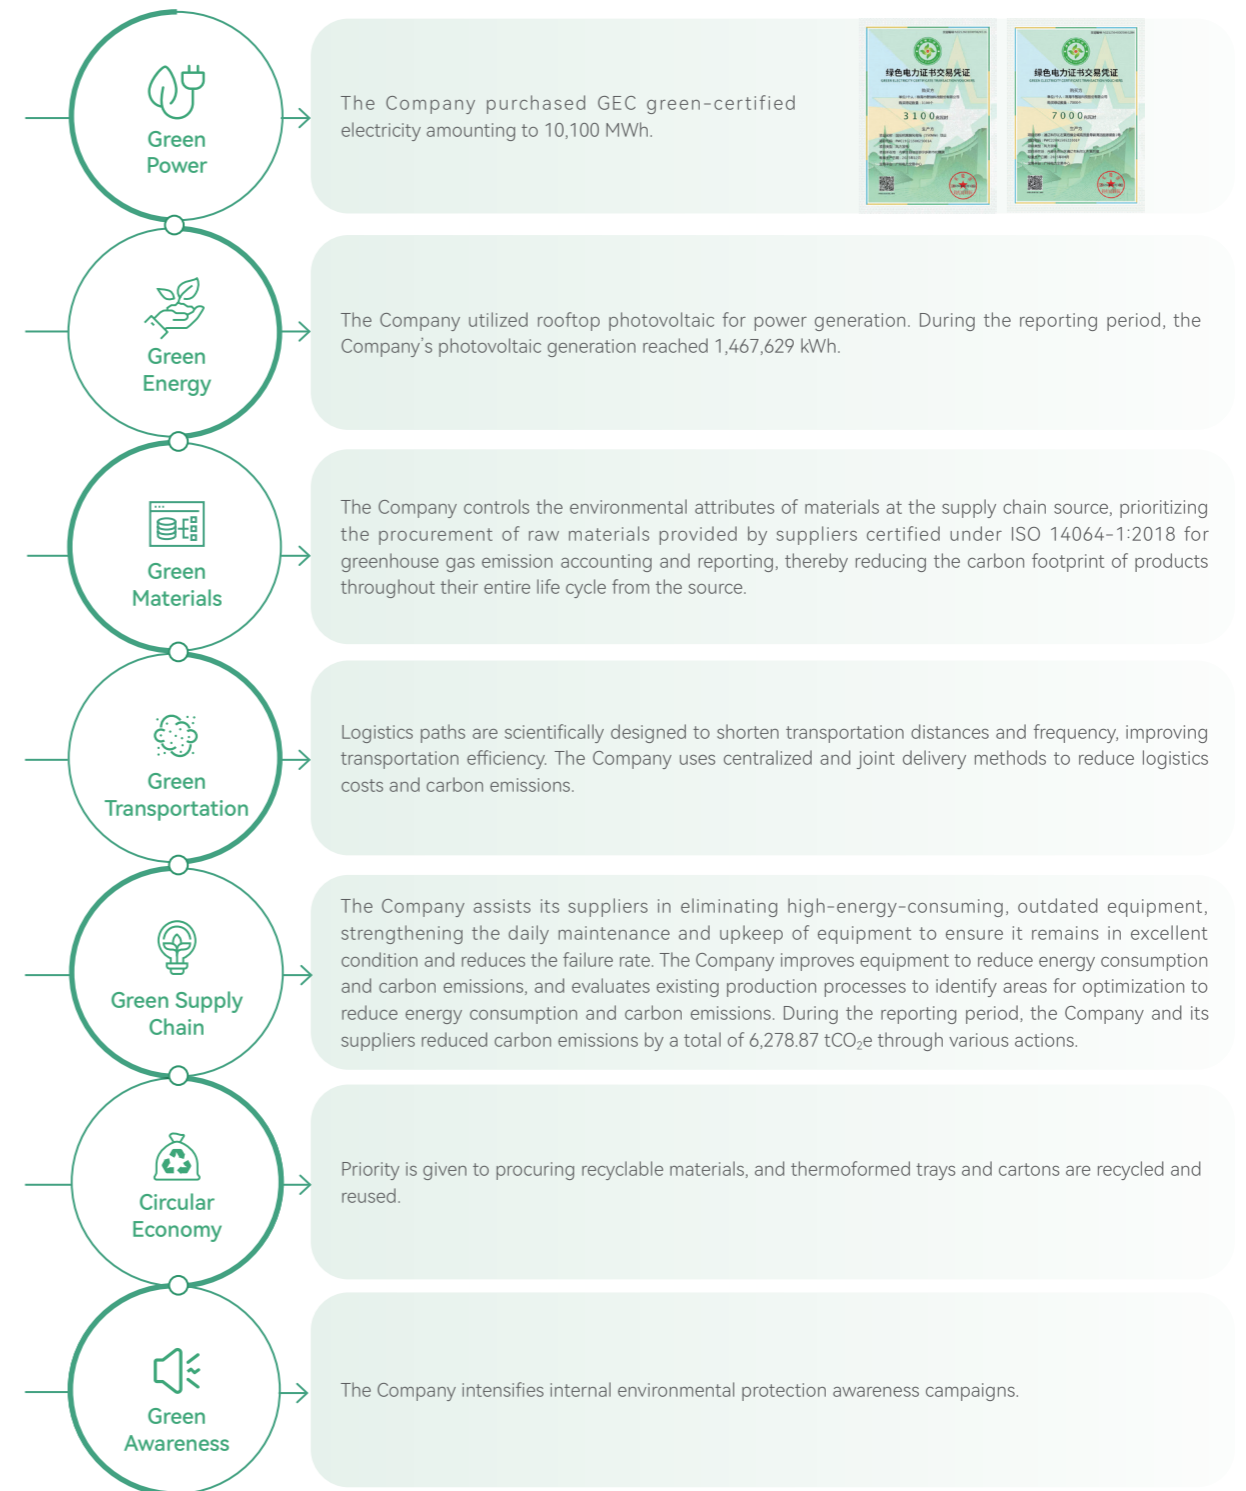 Green
Power
The Company purchased GEC green-certified
electricity amounting to 10,100 MWh.
绿色电力证书交易凭证
GREEN ELECTRICITY CERTIFICATE TRANSACTION VOUCHERS
3100
绿色电力证书交易凭证
GREEN ELECTRICITY CERTIFICATE TRANSACTION VOUCHERS
7000
Green
Energy
The Company utilized rooftop photovoltaic for power generation. During the reporting period, the
Company's photovoltaic generation reached 1,467,629 kWh.
Green
Materials
The Company controls the environmental attributes of materials at the supply chain source, prioritizing
the procurement of raw materials provided by suppliers certified under ISO 14064-1:2018 for
greenhouse gas emission accounting and reporting, thereby reducing the carbon footprint of products
throughout their entire life cycle from the source.
Green
Transportation
Logistics paths are scientifically designed to shorten transportation distances and frequency, improving
transportation efficiency. The Company uses centralized and joint delivery methods to reduce logistics
costs and carbon emissions.
Green Supply
Chain
The Company assists its suppliers in eliminating high-energy-consuming, outdated equipment,
strengthening the daily maintenance and upkeep of equipment to ensure it remains in excellent
condition and reduces the failure rate. The Company improves equipment to reduce energy consumption
and carbon emissions, and evaluates existing production processes to identify areas for optimization to
reduce energy consumption and carbon emissions. During the reporting period, the Company and its
suppliers reduced carbon emissions by a total of 6,278.87 tCO₂e through various actions.
Circular
Economy
Priority is given to procuring recyclable materials, and thermoformed trays and cartons are recycled and
reused.
Green
Awareness
The Company intensifies internal environmental protection awareness campaigns.